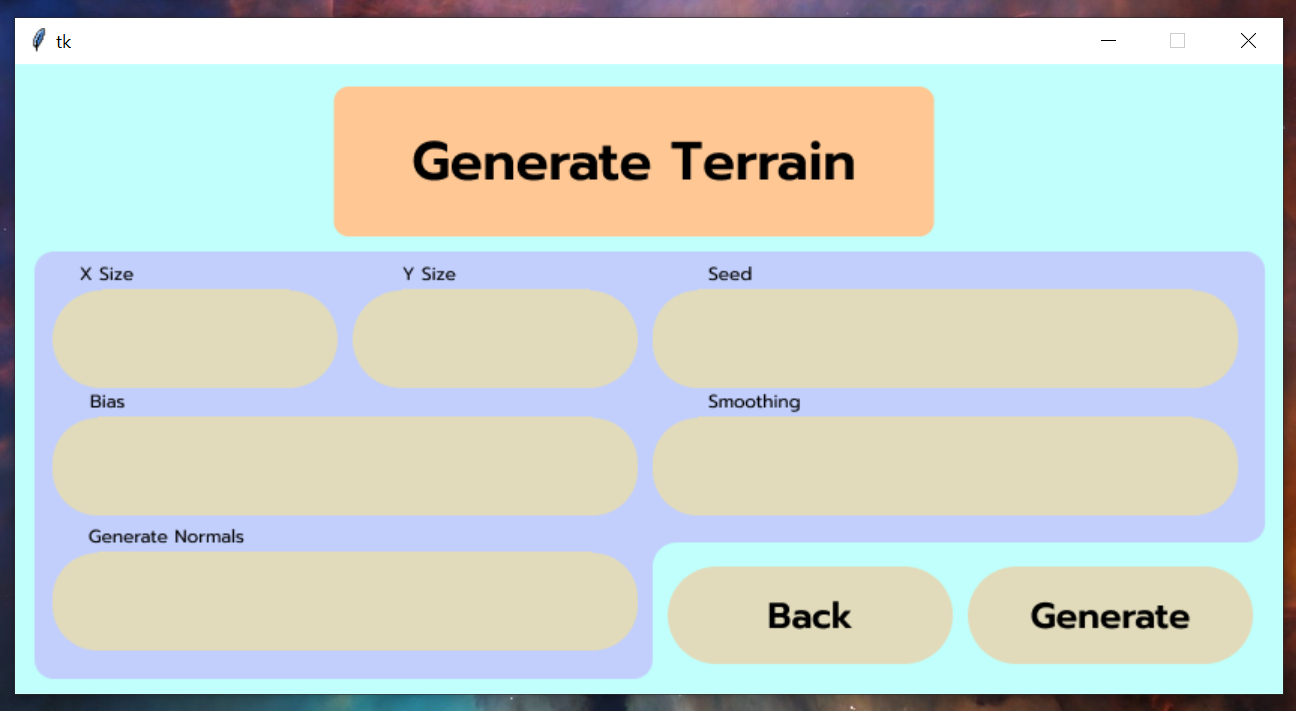 tk
Generate Terrain
X Size
Y Size
Seed
Bias
Smoothing
Generate Normals
Back
Generate